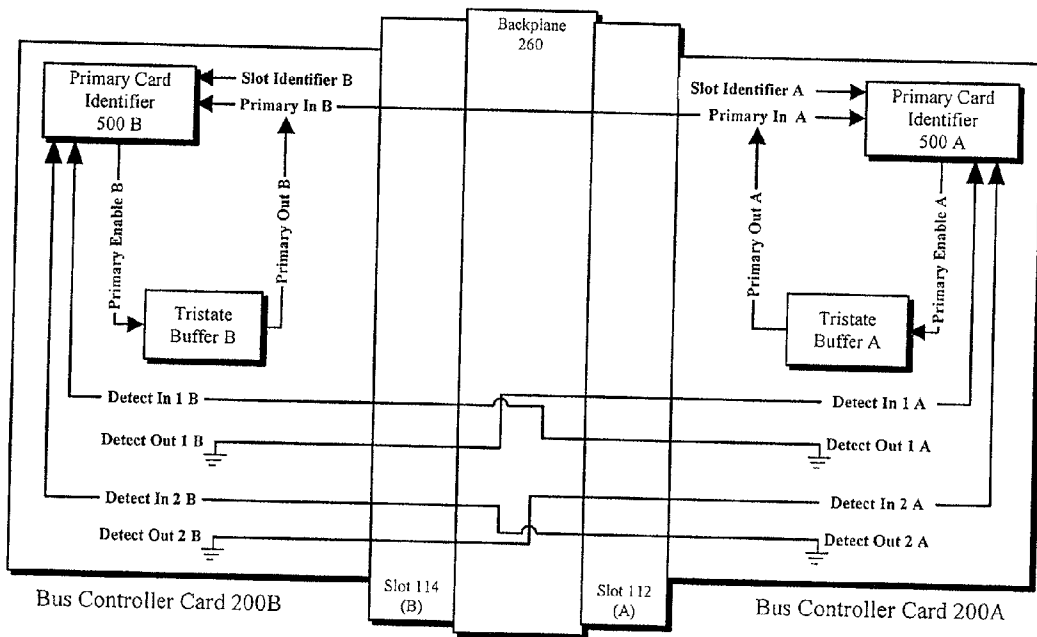 Backplane
260
Primary Card
Identifier
500 B
Slot Identifier B
Primary In B
Slot Identifier A
Primary In A
Primary Card
Identifier
500 A
Primary Enable B
Primary Out B
Primary Out A
Primary Enable A
Tristate
Buffer B
Tristate
Buffer A
Detect In 1 B
Detect In 1 A
Detect Out 1 B
Detect Out 1 A
Detect In 2 B
Detect In 2 A
Detect Out 2 B
Detect Out 2 A
Slot 114
(B)
Slot 112
(A)
Bus Controller Card 200B
Bus Controller Card 200A